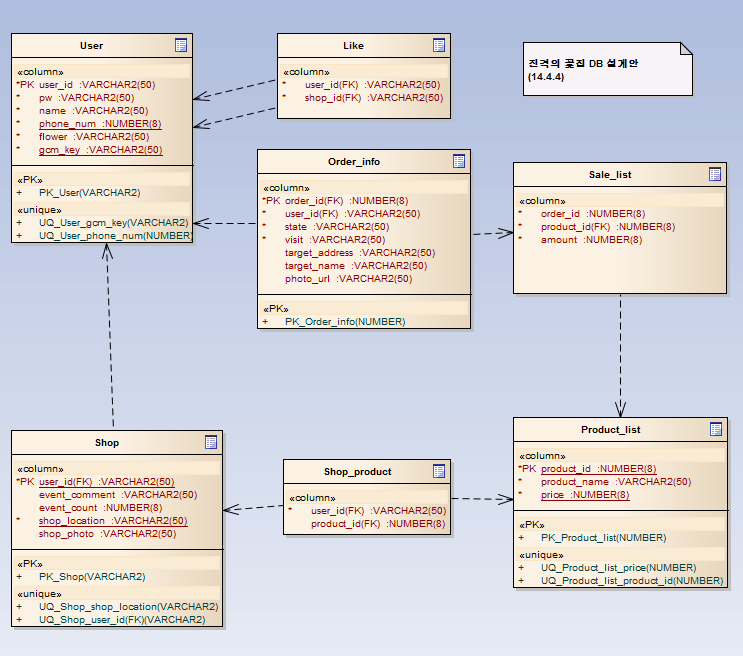 User
«column»
*PK user_id :VARCHAR2(50)
* pw :VARCHAR2(50)
* name :VARCHAR2(50)
* phone_num :NUMBER(8)
* flower :VARCHAR2(50)
* gcm_key :VARCHAR2(50)
«PK»
+ PK_User(VARCHAR2)
«unique»
+ UQ_User_gcm_key(VARCHAR2)
+ UQ_User_phone_num(NUMBER)
Like
«column»
* user_id(FK) :VARCHAR2(50)
* shop_id(FK) :VARCHAR2(50)
진격의 꽃집 DB 설계안
(14.4.4)
Order_info
«column»
*PK order_id(FK) :NUMBER(8)
* user_id(FK) :VARCHAR2(50)
* state :VARCHAR2(50)
* visit :VARCHAR2(50)
target_address :VARCHAR2(50)
target_name :VARCHAR2(50)
photo_url :VARCHAR2(50)
«PK»
+ PK_Order_info(NUMBER)
Sale_list
«column»
* order_id :NUMBER(8)
* product_id(FK) :NUMBER(8)
* amount :NUMBER(8)
Shop
«column»
*PK user_id(FK) :VARCHAR2(50)
event_comment :VARCHAR2(50)
event_count :NUMBER(8)
* shop_location :VARCHAR2(50)
shop_photo :VARCHAR2(50)
«PK»
+ PK_Shop(VARCHAR2)
«unique»
+ UQ_Shop_shop_location(VARCHAR2)
+ UQ_Shop_user_id(FK)(VARCHAR2)
Shop_product
«column»
* user_id(FK) :VARCHAR2(50)
product_id(FK) :NUMBER(8)
Product_list
«column»
*PK product_id :NUMBER(8)
* product_name :VARCHAR2(50)
* price :NUMBER(8)
«PK»
+ PK_Product_list(NUMBER)
«unique»
+ UQ_Product_list_price(NUMBER)
+ UQ_Product_list_product_id(NUMBER)